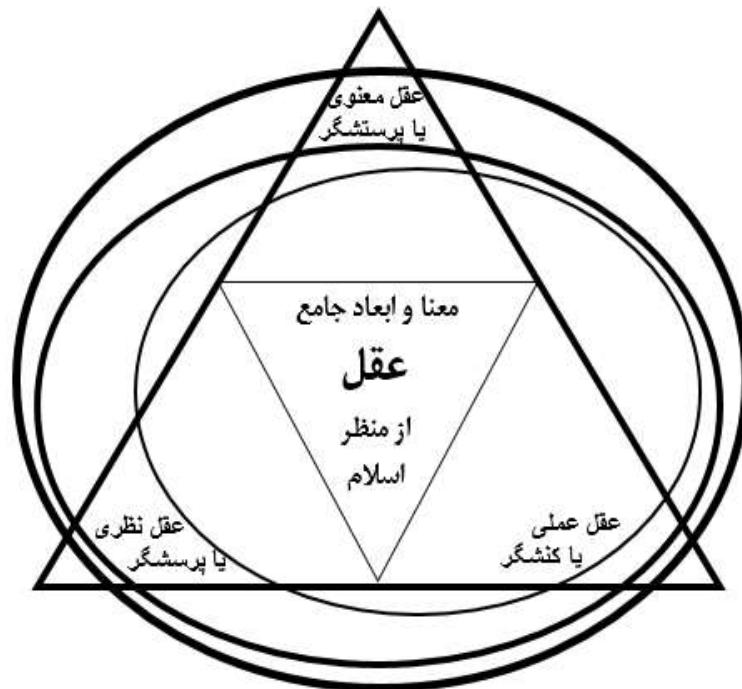 عقل معنوی
یا پرستشگر
معنا و ابعاد جامع
عقل
از منظر
اسلام
عقل عملی
یا کنشگر
عقل نظری
یا پرسشگر